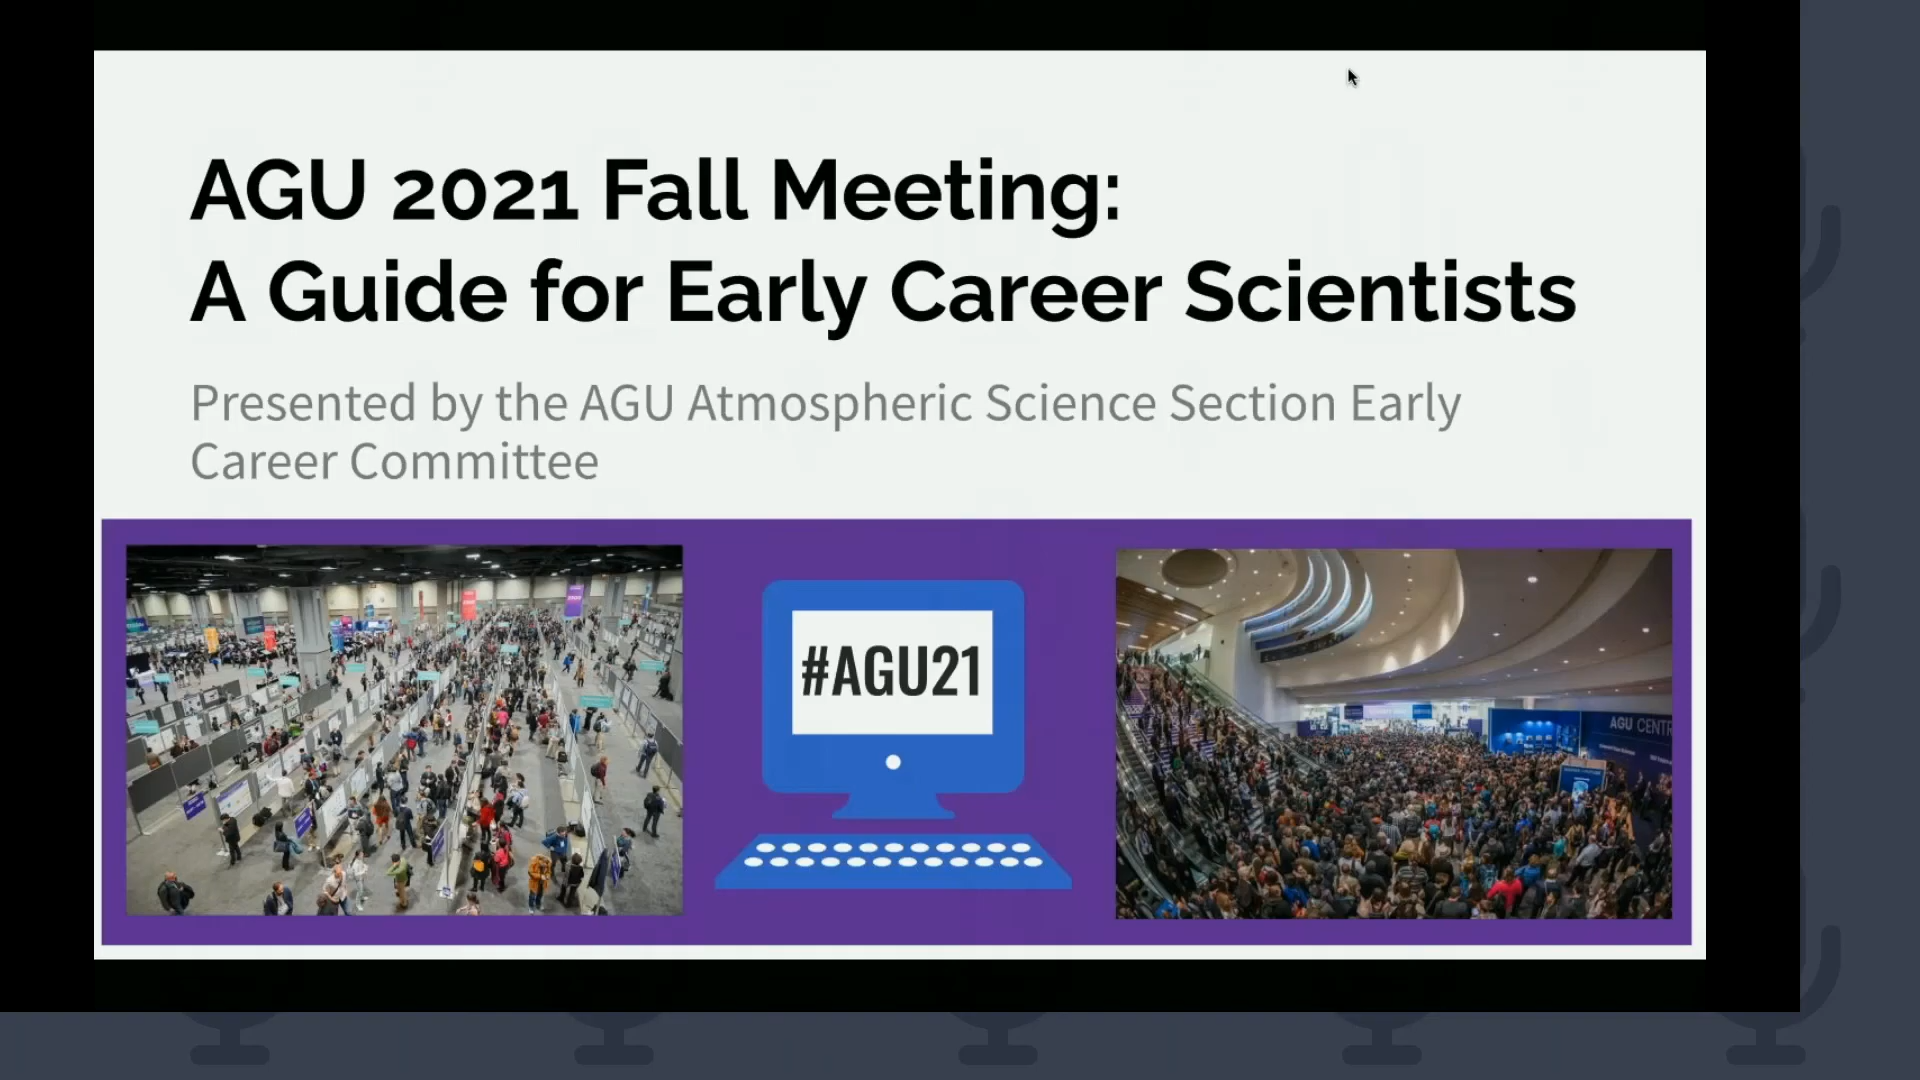 AGU 2021 Fall Meeting:
A Guide for Early Career Scientists
Presented by the AGU Atmospheric Science Section Early
Career Committee
#AGU21
AGU CENTR